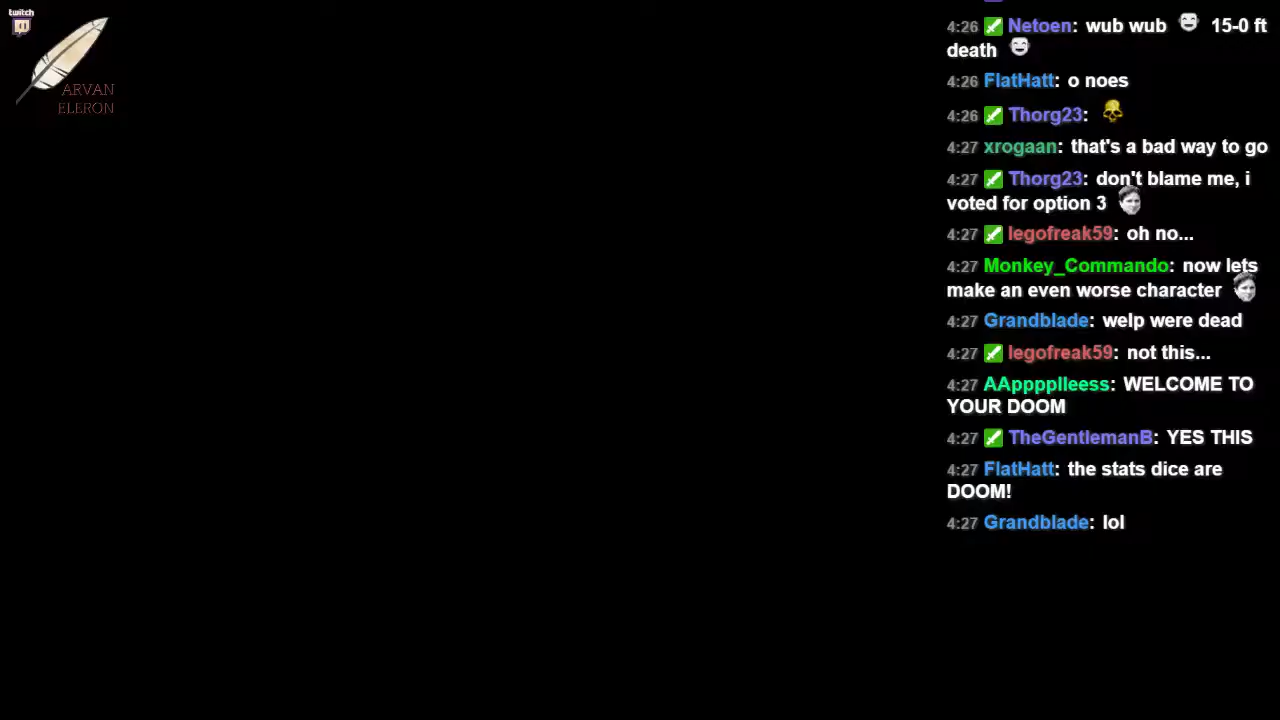 twitch
ARVAN
ELERON
4:26 Netoen: wub wub 15-0 ft
death
4:26 FlatHatt: o noes
4:26 Thorg23:
4:27 xrogaan: that's a bad way to go
4:27 Thorg23: don't blame me, i
voted for option 3
4:27 legofreak59: oh no...
4:27 Monkey_Commando: now lets
make an even worse character
4:27 Grandblade: welp were dead
4:27 legofreak59: not this...
4:27 AAppppIIeess: WELCOME TO
YOUR DOOM
4:27 TheGentlemanB: YES THIS
4:27 FlatHatt: the stats dice are
DOOM!
4:27 Grandblade: lol